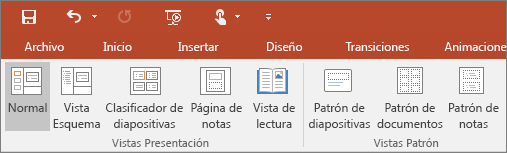 Archivo Inicio Insertar Diseño Transiciones Animacione
Normal Vista Clasificador de Página de Vista de Patrón de Patrón de Patrón de
Esquema diapositivas notas lectura diapositivas documentos notas
Vistas Presentación Vistas Patrón